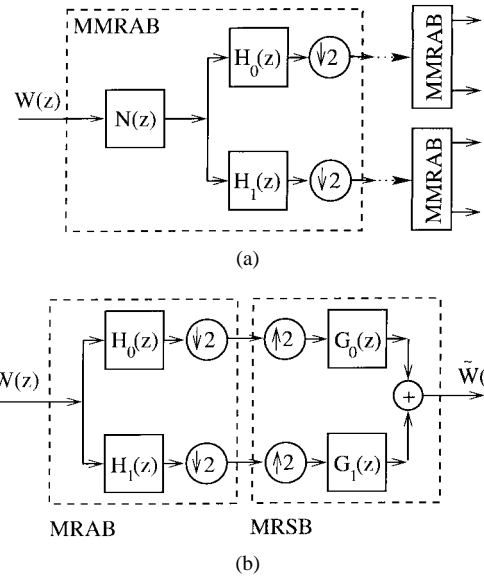 MMRAB
W(z)
N(z)
H₀(z)
↓2
MMRAB
H₁(z)
↓2
MMRAB
(a)
W(z)
H₀(z)
↓2
↑2
G₀(z)
+
W̃(
H₁(z)
↓2
↑2
G₁(z)
MRAB
MRSB
(b)